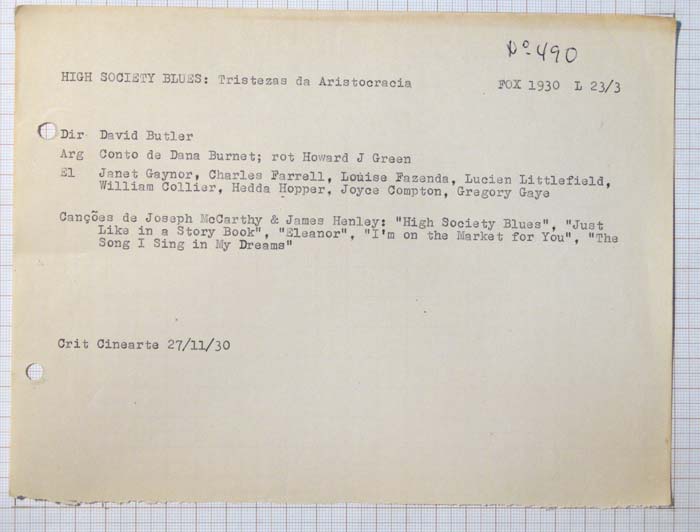 Nº 490
HIGH SOCIETY BLUES: Tristezas da Aristocracia FOX 1930 L 23/3
Dir David Butler
Arg Conto de Dana Burnet; rot Howard J Green
El Janet Gaynor, Charles Farrell, Louise Fazenda, Lucien Littlefield,
William Collier, Hedda Hopper, Joyce Compton, Gregory Gaye
Canções de Joseph McCarthy & James Henley: "High Society Blues", "Just
Like in a Story Book", "Eleanor", "I'm on the Market for You", "The
Song I Sing in My Dreams"
Crit Cinearte 27/11/30